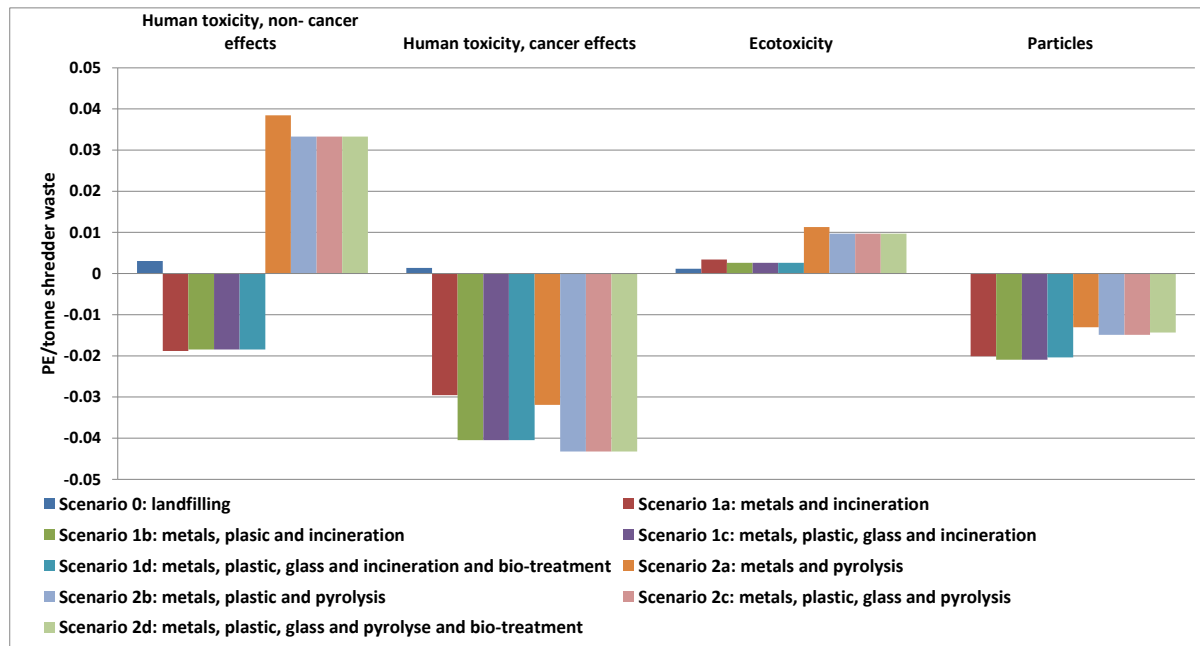 Human toxicity, non- cancer
effects
Human toxicity, cancer effects
Ecotoxicity
Particles
PE/tonne shredder waste
0.05
0.04
0.03
0.02
0.01
0
-0.01
-0.02
-0.03
-0.04
-0.05
Scenario 0: landfilling
Scenario 1a: metals and incineration
Scenario 1b: metals, plasic and incineration
Scenario 1c: metals, plastic, glass and incineration
Scenario 1d: metals, plastic, glass and incineration and bio-treatment
Scenario 2a: metals and pyrolysis
Scenario 2b: metals, plastic and pyrolysis
Scenario 2c: metals, plastic, glass and pyrolysis
Scenario 2d: metals, plastic, glass and pyrolyse and bio-treatment